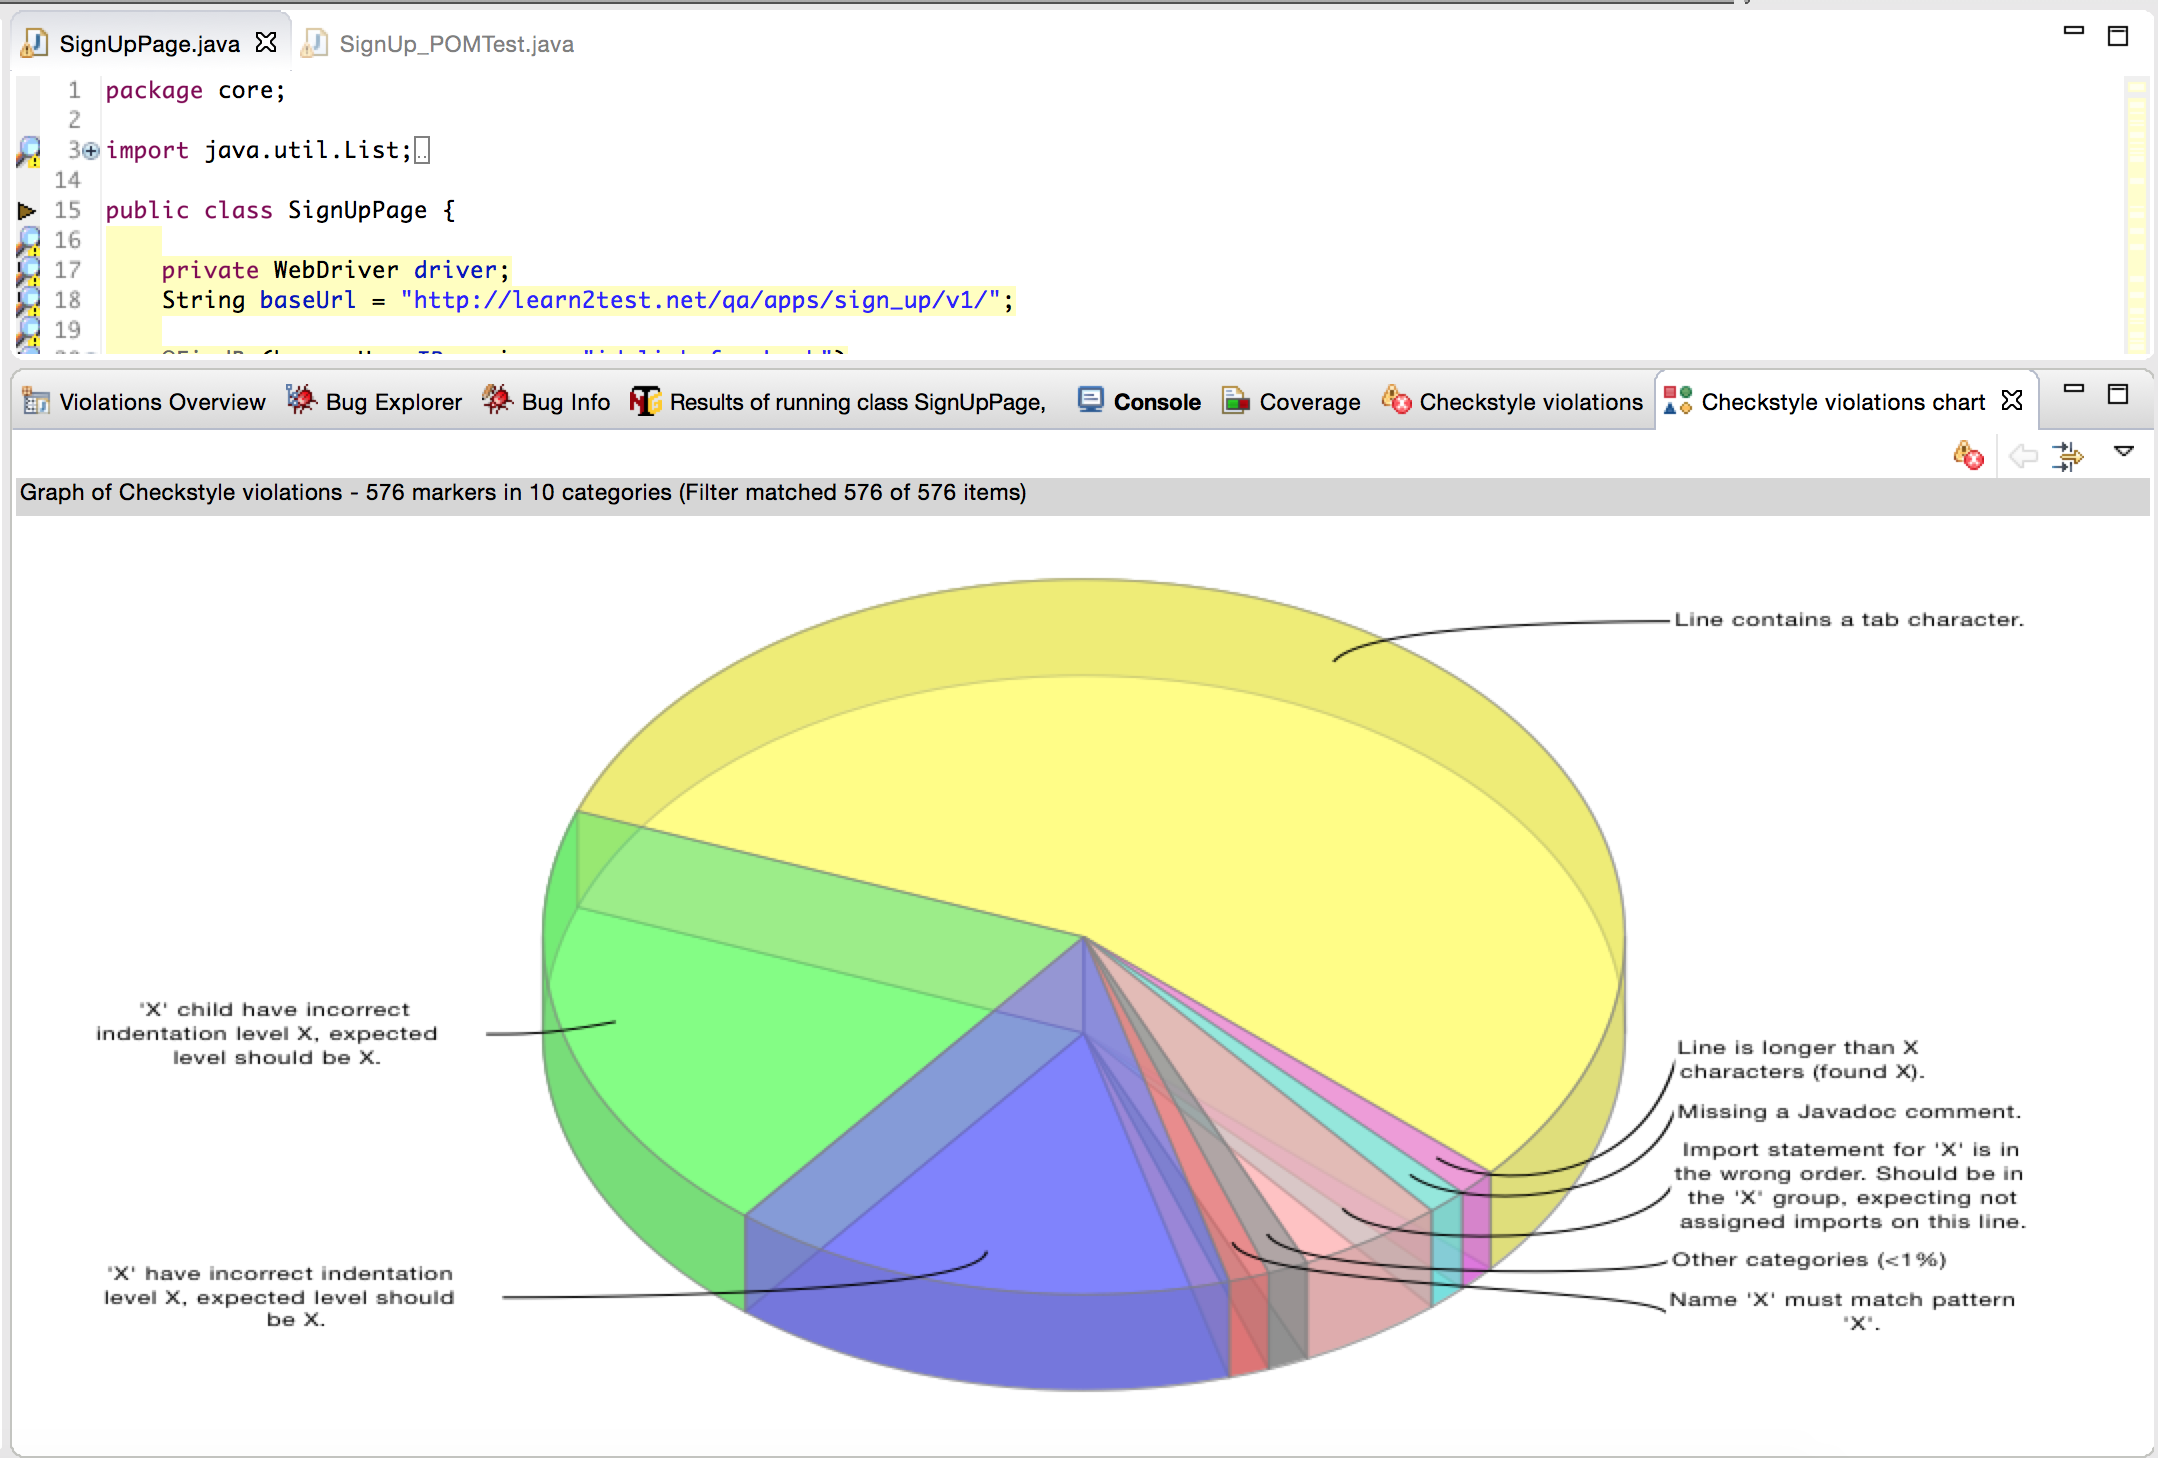 SignUpPage.java
SignUp_POMTest.java
1 package core;
2
3 import java.util.List;
14
15 public class SignUpPage {
16
17 private WebDriver driver;
18 String baseUrl = "http://learn2test.net/qa/apps/sign_up/v1/";
19
Violations Overview
Bug Explorer
Bug Info
Results of running class SignUpPage,
Console
Coverage
Checkstyle violations
Checkstyle violations chart
Graph of Checkstyle violations - 576 markers in 10 categories (Filter matched 576 of 576 items)
Line contains a tab character.
'X' child have incorrect
indentation level X, expected
level should be X.
Line is longer than X
characters (found X).
Missing a Javadoc comment.
Import statement for 'X' is in
the wrong order. Should be in
the 'X' group, expecting not
assigned imports on this line.
Other categories (<1%)
'X' have incorrect indentation
level X, expected level should
be X.
Name 'X' must match pattern
'X'.